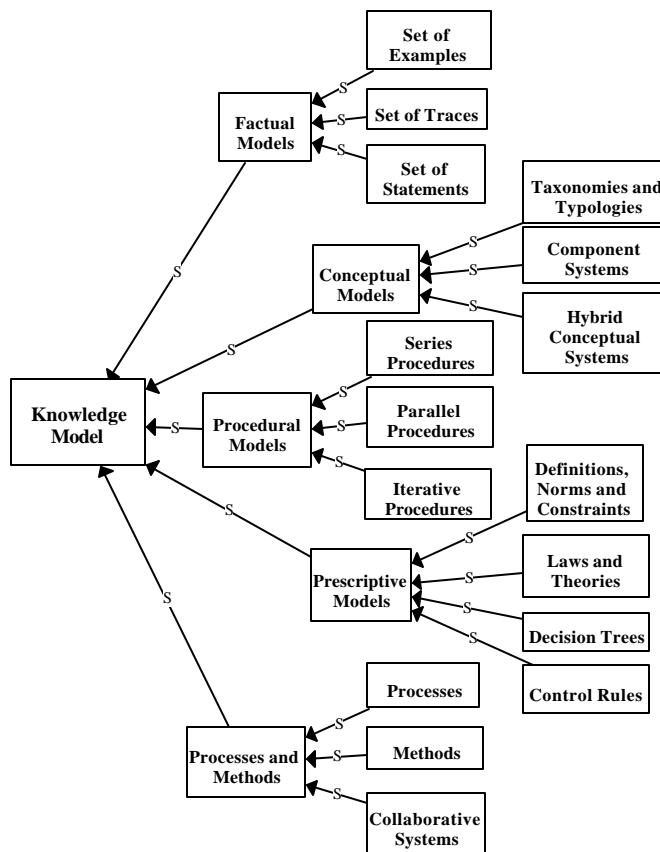 Set of
Examples
S
Factual
Models
S
Set of Traces
S
Set of
Statements
S
Taxonomies and
Typologies
S
Conceptual
Models
S
Component
Systems
S
Hybrid
Conceptual
Systems
S
Series
Procedures
S
Knowledge
Model
S
Procedural
Models
S
Parallel
Procedures
S
Iterative
Procedures
S
Definitions,
Norms and
Constraints
S
Prescriptive
Models
S
Laws and
Theories
S
Decision Trees
S
Control Rules
S
Processes
S
Processes and
Methods
S
Methods
S
Collaborative
Systems